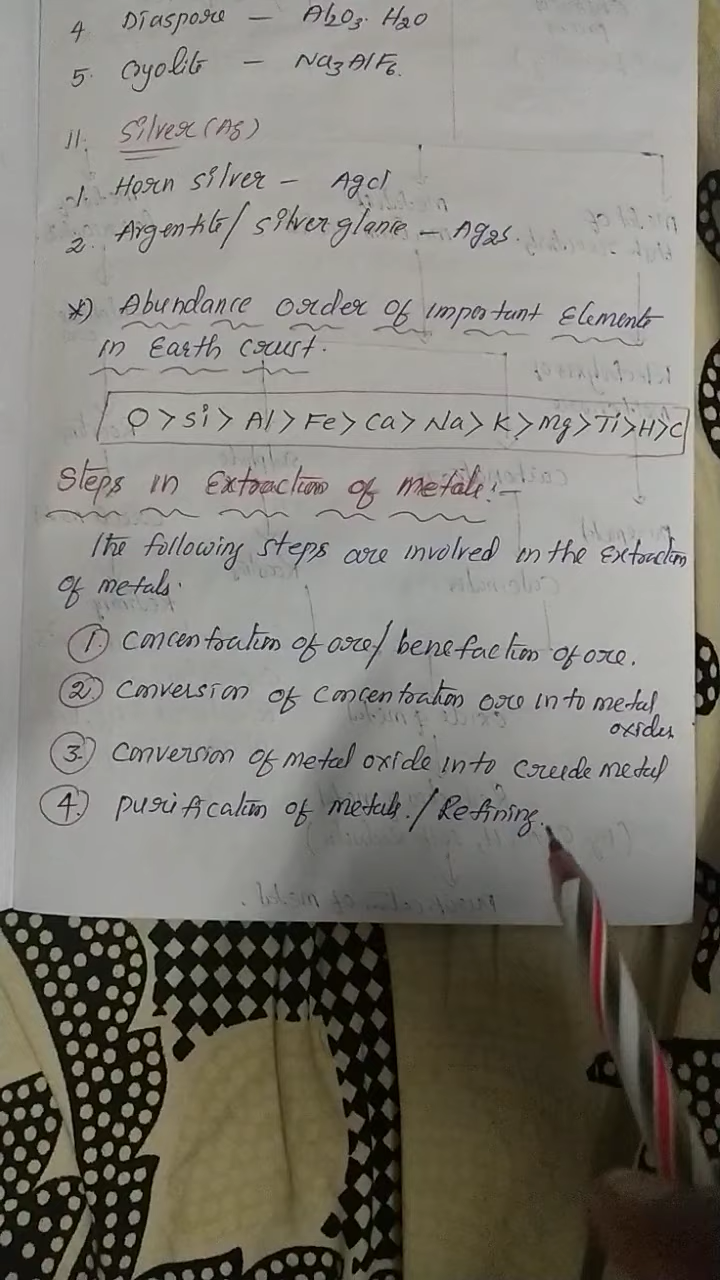 4 Diaspore – Al2O3. H2O
5. Cryolite – Na3AlF6.
11. Silver (Ag)
1. Horn silver – Agcl
2. Argentite/ silver glance – Ag2s.
*) Abundance order of important Elements
in Earth crust.
O > Si > Al > Fe > Ca > Na > K > Mg > Ti > H > C
Steps in Extraction of metals:–
The following steps are involved in the extraction
of metals.
1. Concentration of ore/ benefaction of ore.
2. Conversion of concentration ore into metal
oxides
3. Conversion of metal oxide into crude metal
4. purification of metals./ Refining.